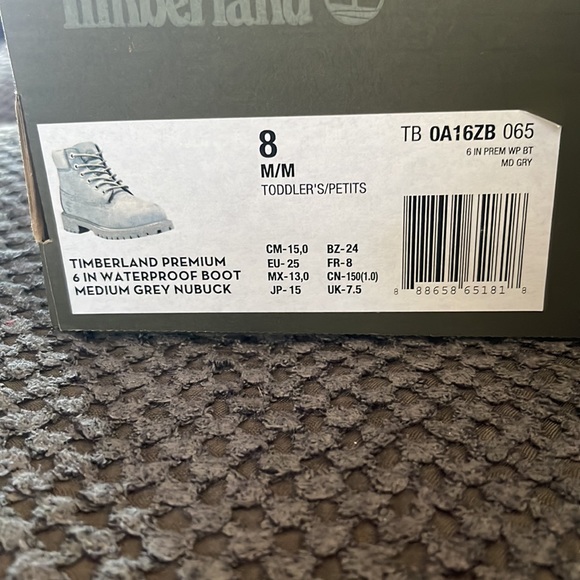 Timberland
8
M/M
TODDLER'S/PETITS
TB 0A16ZB 065
6 IN PREM WP BT
MD GRY
TIMBERLAND PREMIUM
6 IN WATERPROOF BOOT
MEDIUM GREY NUBUCK
CM-15,0 BZ-24
EU-25 FR-8
MX-13,0 CN-150(1.0)
JP-15 UK-7.5
8 88658 65181 8